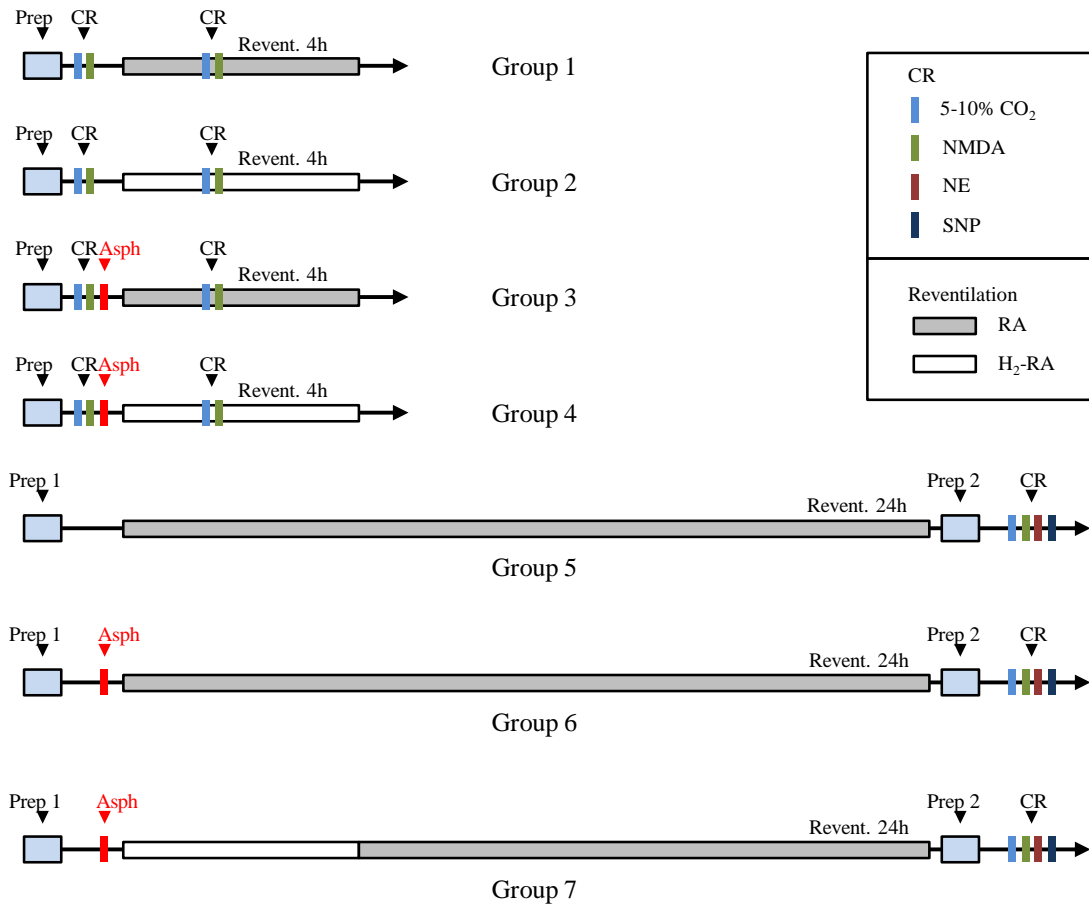 Prep CR CR
Revent. 4h
Group 1
Prep CR CR
Revent. 4h
Group 2
Prep CR Asph CR
Revent. 4h
Group 3
Prep CR Asph CR
Revent. 4h
Group 4
Prep 1 Prep 2 CR
Revent. 24h
Group 5
Prep 1 Asph Prep 2 CR
Revent. 24h
Group 6
Prep 1 Asph Prep 2 CR
Revent. 24h
Group 7
CR
5-10% CO₂
NMDA
NE
SNP
Reventilation
RA
H₂-RA